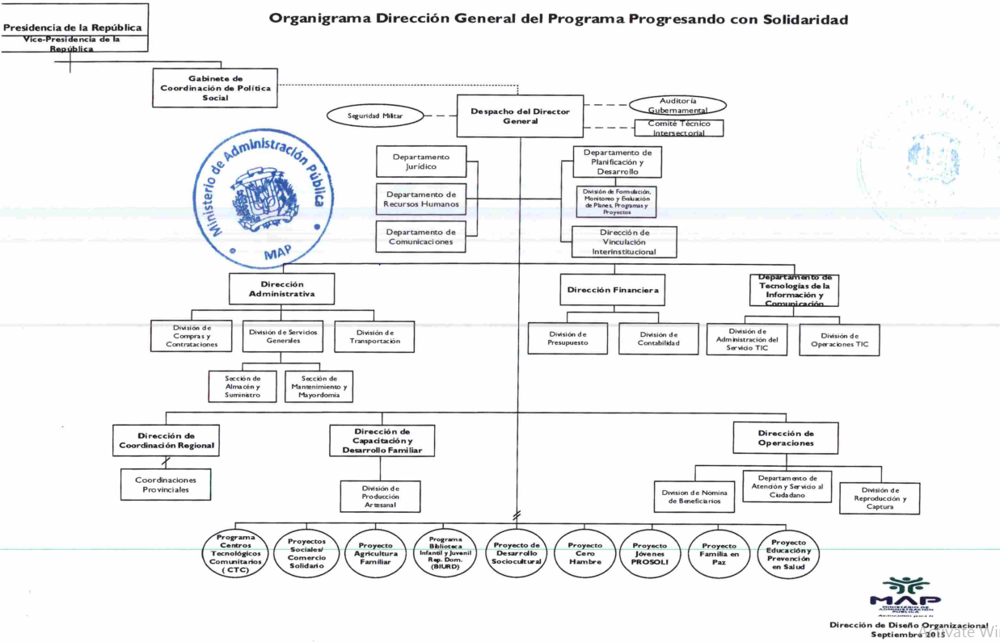 Organigrama Dirección General del Programa Progresando con Solidaridad
Presidencia de la República
Vice-Presidencia de la
República
Gabinete de
Coordinación de Política
Social
Seguridad Militar
Despacho del Director
General
Auditoría
Gubernamental
Comité Técnico
Intersectorial
Ministerio de Administración Pública
MAP
Departamento
Jurídico
Departamento de
Recursos Humanos
Departamento de
Comunicaciones
Departamento de
Planificación y
Desarrollo
División de Formulación,
Monitoreo y Evaluación
de Planes, Programas y
Proyectos
Dirección de
Vinculación
Interinstitucional
Dirección
Administrativa
Dirección Financiera
Departamento de
Tecnologías de la
Información y
Comunicación
División de
Compras y
Contrataciones
División de Servicios
Generales
División de
Transportación
División de
Presupuesto
División de
Contabilidad
División de
Administración del
Servicio TIC
División de
Operaciones TIC
Sección de
Almacén y
Suministro
Sección de
Mantenimiento y
Mayordomía
Dirección de
Coordinación Regional
Dirección de
Capacitación y
Desarrollo Familiar
Dirección de
Operaciones
Coordinaciones
Provinciales
División de
Producción
Artesanal
Division de Nómina
de Beneficiarios
Departamento de
Atención y Servicio al
Ciudadano
División de
Reproducción y
Captura
Programa
Centros
Tecnológicos
Comunitarios
( CTC)
Proyectos
Sociales/
Comercio
Solidario
Proyecto
Agricultura
Familiar
Programa
Biblioteca
Infantil y Juvenil
Rep. Dom.
(BIJRD)
Proyecto de
Desarrollo
Sociocultural
Proyecto
Cero
Hambre
Proyecto
Jóvenes
PROSOLI
Proyecto
Familia en
Paz
Proyecto
Educación y
Prevención
en Salud
MAP
MINISTERIO DE
ADMINISTRACIÓN
PÚBLICA
Dirección de Diseño Organizacional
Septiembre 2015
Activate Wi